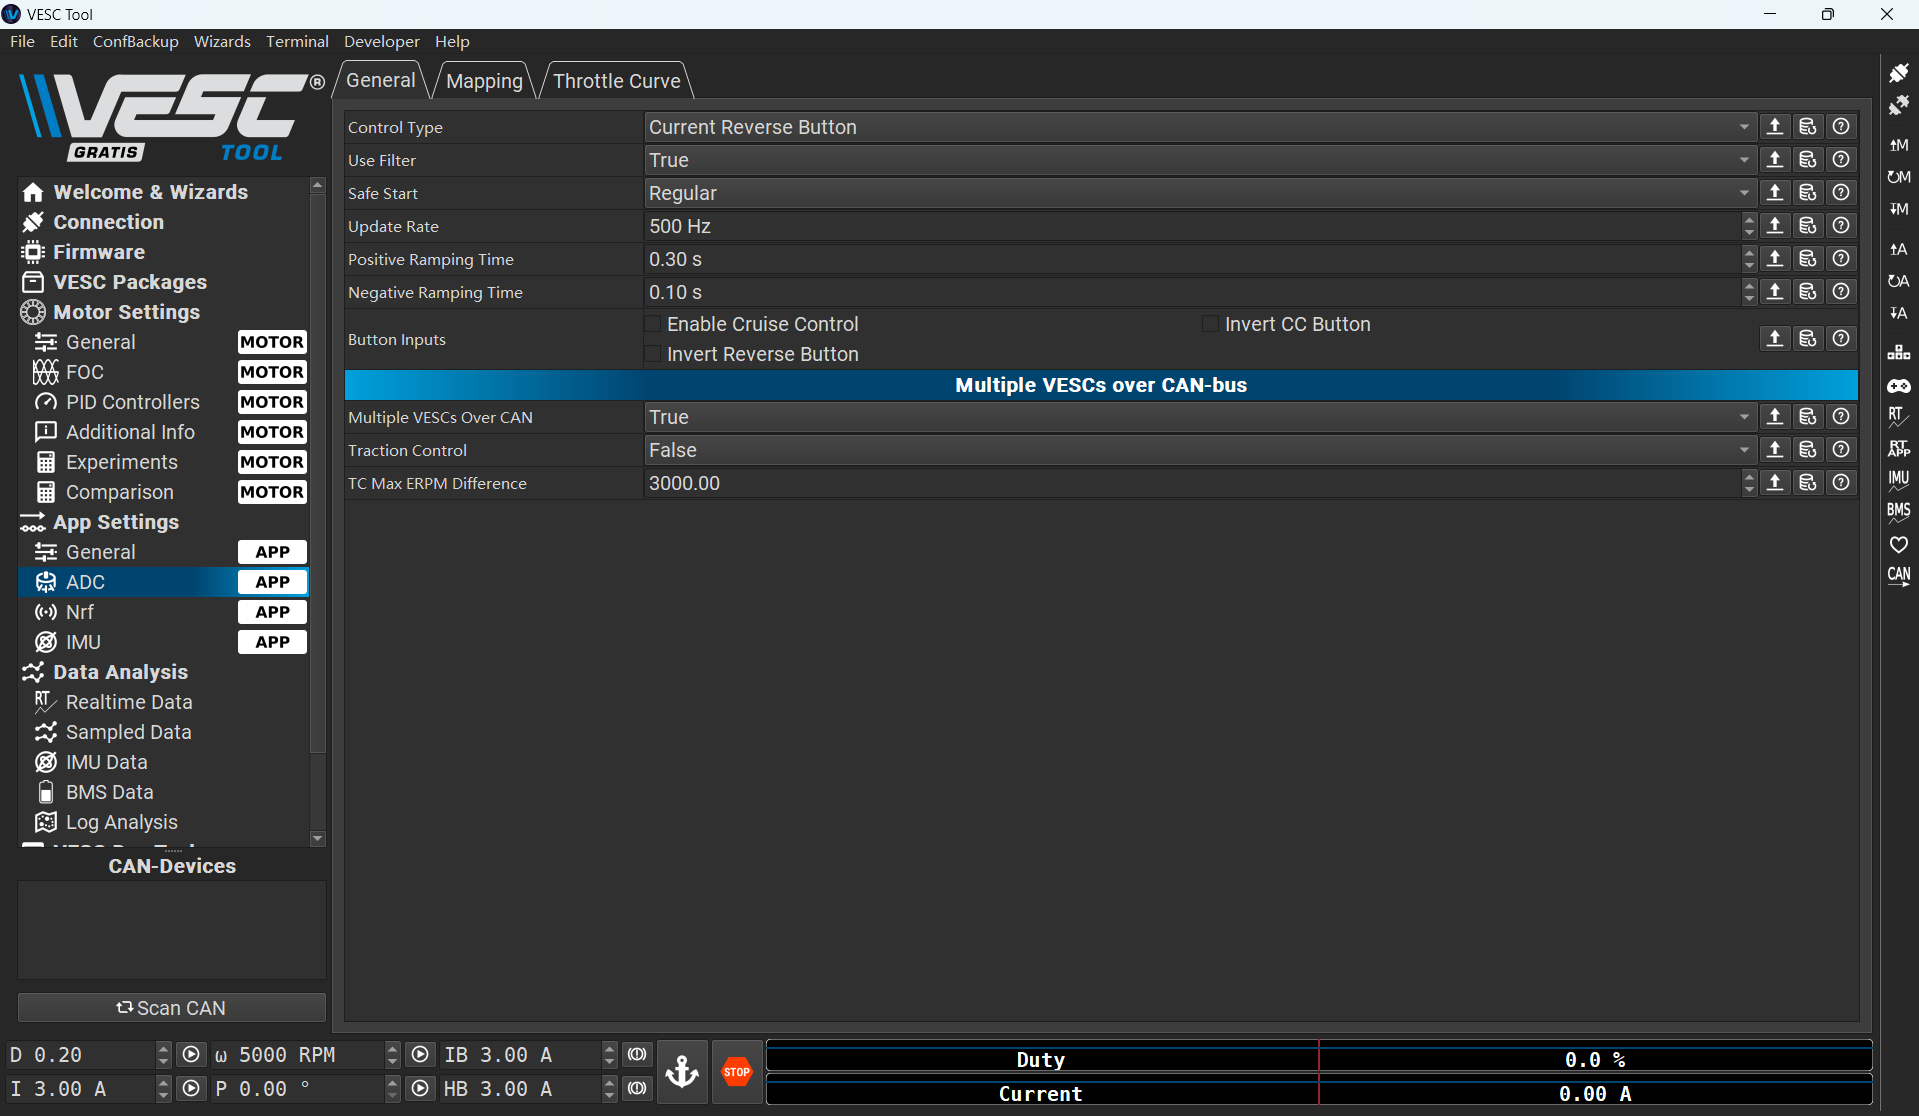 VESC Tool
File Edit ConfBackup Wizards Terminal Developer Help
VESC®
GRATIS TOOL
Welcome & Wizards
Connection
Firmware
VESC Packages
Motor Settings
General MOTOR
FOC MOTOR
PID Controllers MOTOR
Additional Info MOTOR
Experiments MOTOR
Comparison MOTOR
App Settings
General APP
ADC APP
Nrf APP
IMU APP
Data Analysis
RT Realtime Data
Sampled Data
IMU Data
BMS Data
Log Analysis
CAN-Devices
Scan CAN
General Mapping Throttle Curve
Control Type Current Reverse Button
Use Filter True
Safe Start Regular
Update Rate 500 Hz
Positive Ramping Time 0.30 s
Negative Ramping Time 0.10 s
Button Inputs Enable Cruise Control Invert CC Button
Invert Reverse Button
Multiple VESCs over CAN-bus
Multiple VESCs Over CAN True
Traction Control False
TC Max ERPM Difference 3000.00
M
M
M
A
A
A
RT
RT
APP
IMU
BMS
CAN
D 0.20 ω 5000 RPM IB 3.00 A
I 3.00 A P 0.00 ° HB 3.00 A
STOP
Duty 0.0 %
Current 0.00 A